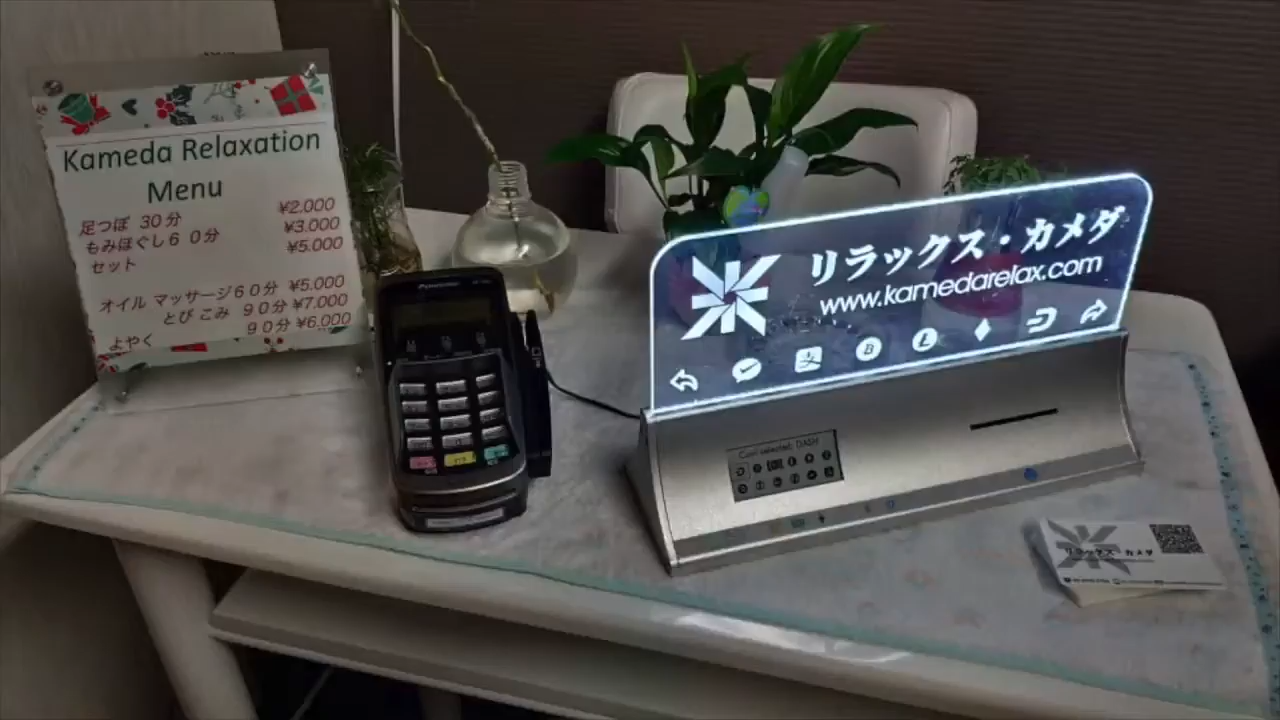 Kameda Relaxation
Menu
足つぼ 30分 ¥2.000
もみほぐし60分 ¥3.000
セット ¥5.000
オイル マッサージ60分 ¥5.000
とび こみ 90分 ¥7.000
よやく 90分 ¥6.000
Panasonic
リラックス・カメダ
www.kamedarelax.com
Coin selected: DASH
リラックス カメダ